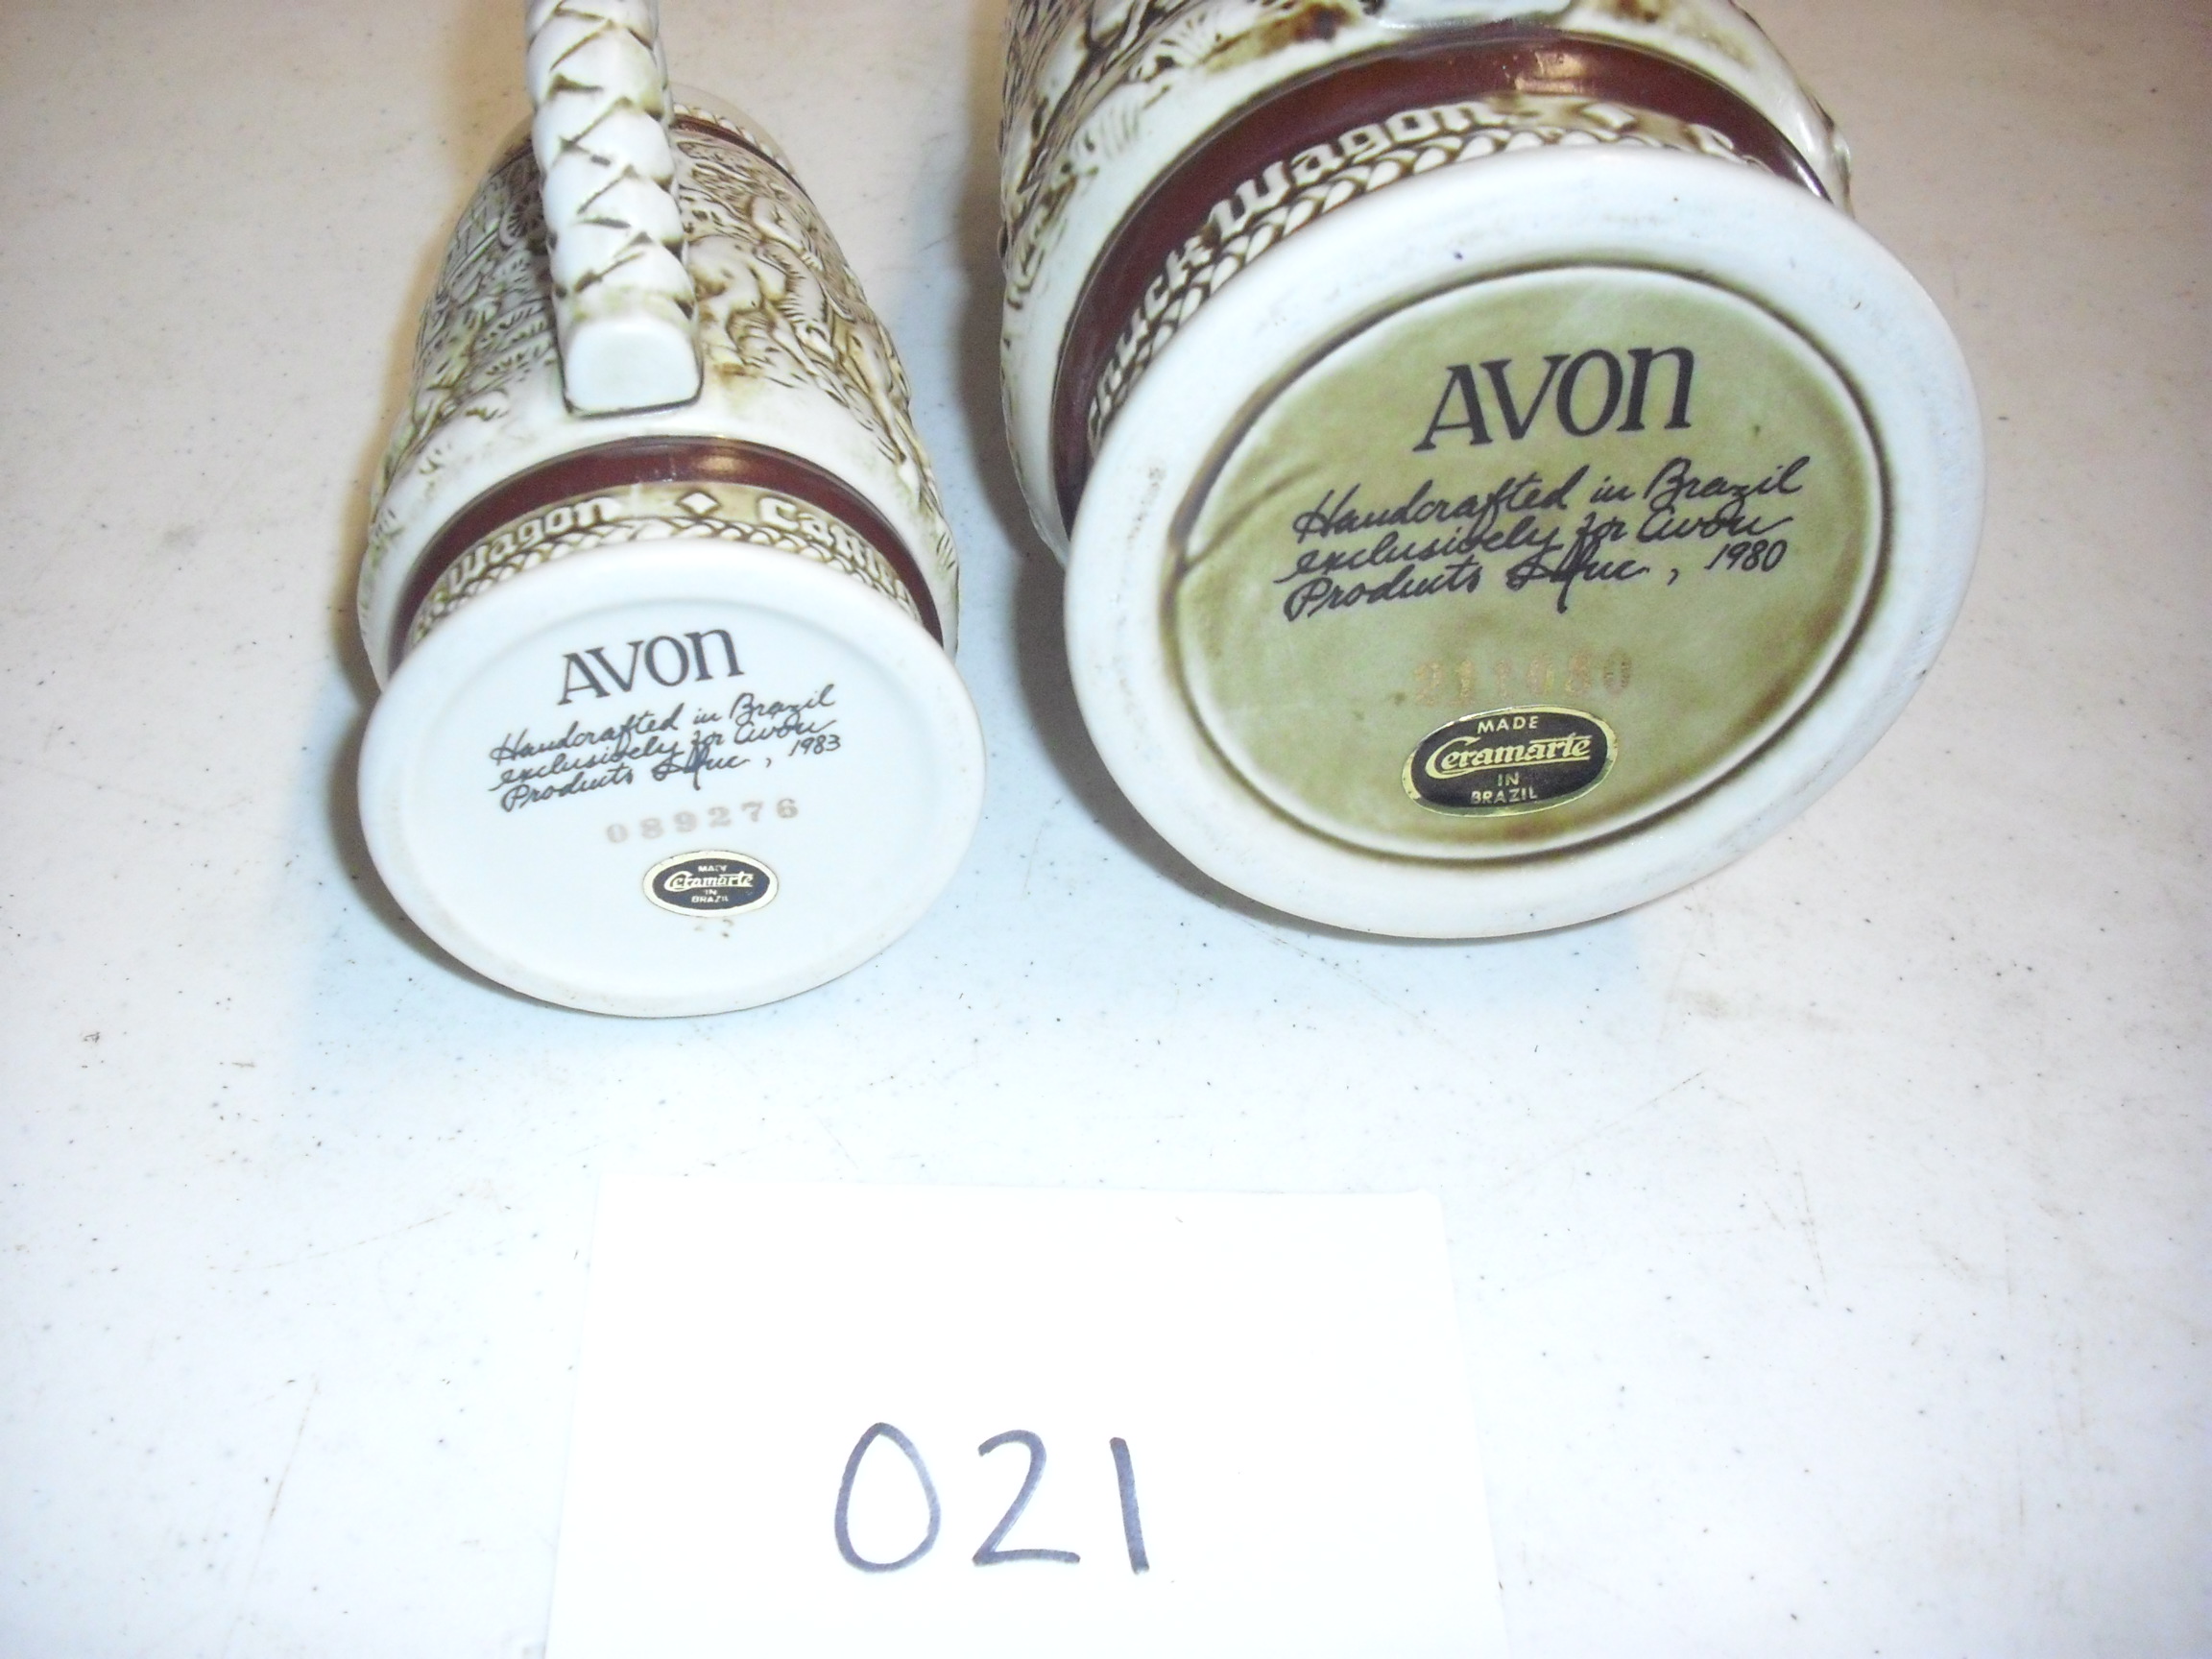 Wagon ◆ Cattle
AVON
Handcrafted in Brazil
exclusively for Avon
Products Inc., 1983
089276
Ceramarte
IN
BRAZIL
Chuck Wagon
AVON
Handcrafted in Brazil
exclusively for Avon
Products Inc., 1980
MADE
Ceramarte
IN
BRAZIL
021